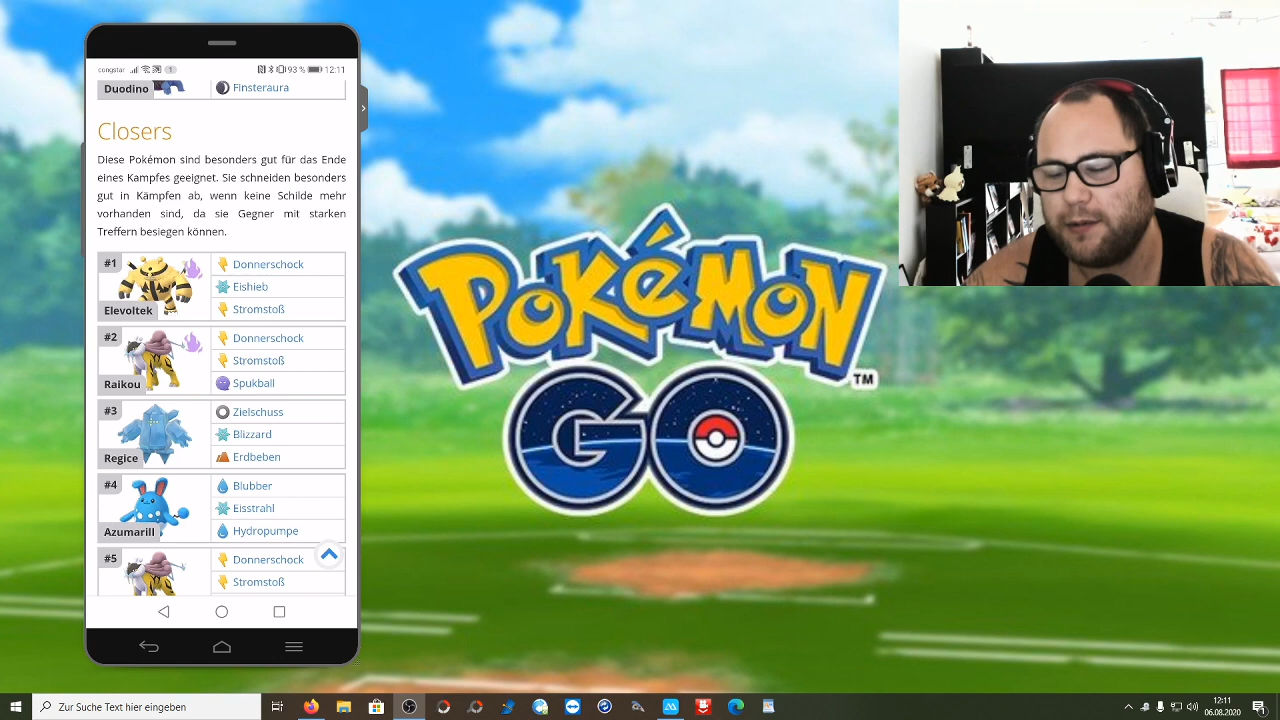 congstar 1 93 % 12:11
Duodino
Finsteraura
Closers
Diese Pokémon sind besonders gut für das Ende
eines Kampfes geeignet. Sie schneiden besonders
gut in Kämpfen ab, wenn keine Schilde mehr
vorhanden sind, da sie Gegner mit starken
Treffern besiegen können.
#1
Elevoltek
Donnerschock
Eishieb
Stromstoß
#2
Raikou
Donnerschock
Stromstoß
Spukball
#3
Regice
Zielschuss
Blizzard
Erdbeben
#4
Azumarill
Blubber
Eisstrahl
Hydropumpe
#5
Donnerschock
Stromstoß
POKéMON
GO
TM
Zur Suche Text hier eingeben
12:11
06.08.2020
1